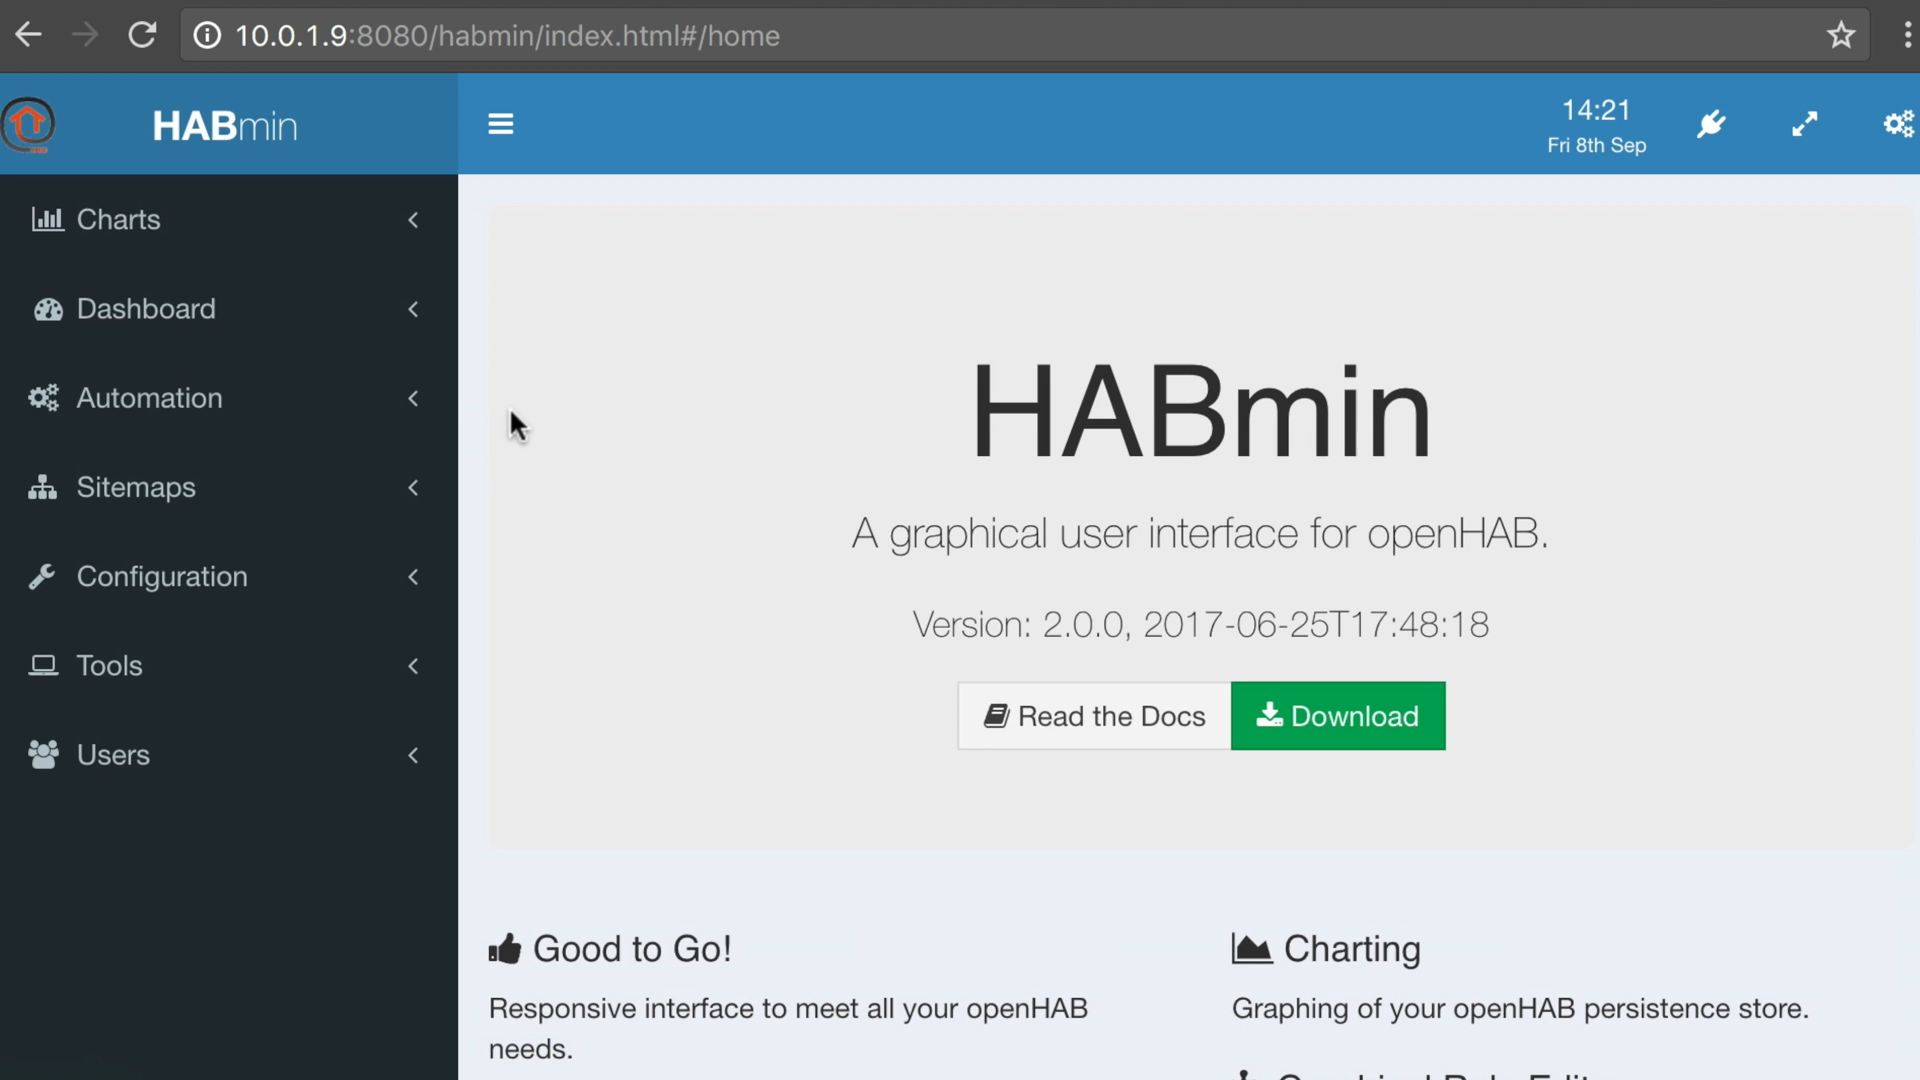 10.0.1.9:8080/habmin/index.html#/home
HABmin
14:21
Fri 8th Sep
Charts
Dashboard
Automation
Sitemaps
Configuration
Tools
Users
HABmin
A graphical user interface for openHAB.
Version: 2.0.0, 2017-06-25T17:48:18
Read the Docs
Download
Good to Go!
Responsive interface to meet all your openHAB
needs.
Charting
Graphing of your openHAB persistence store.